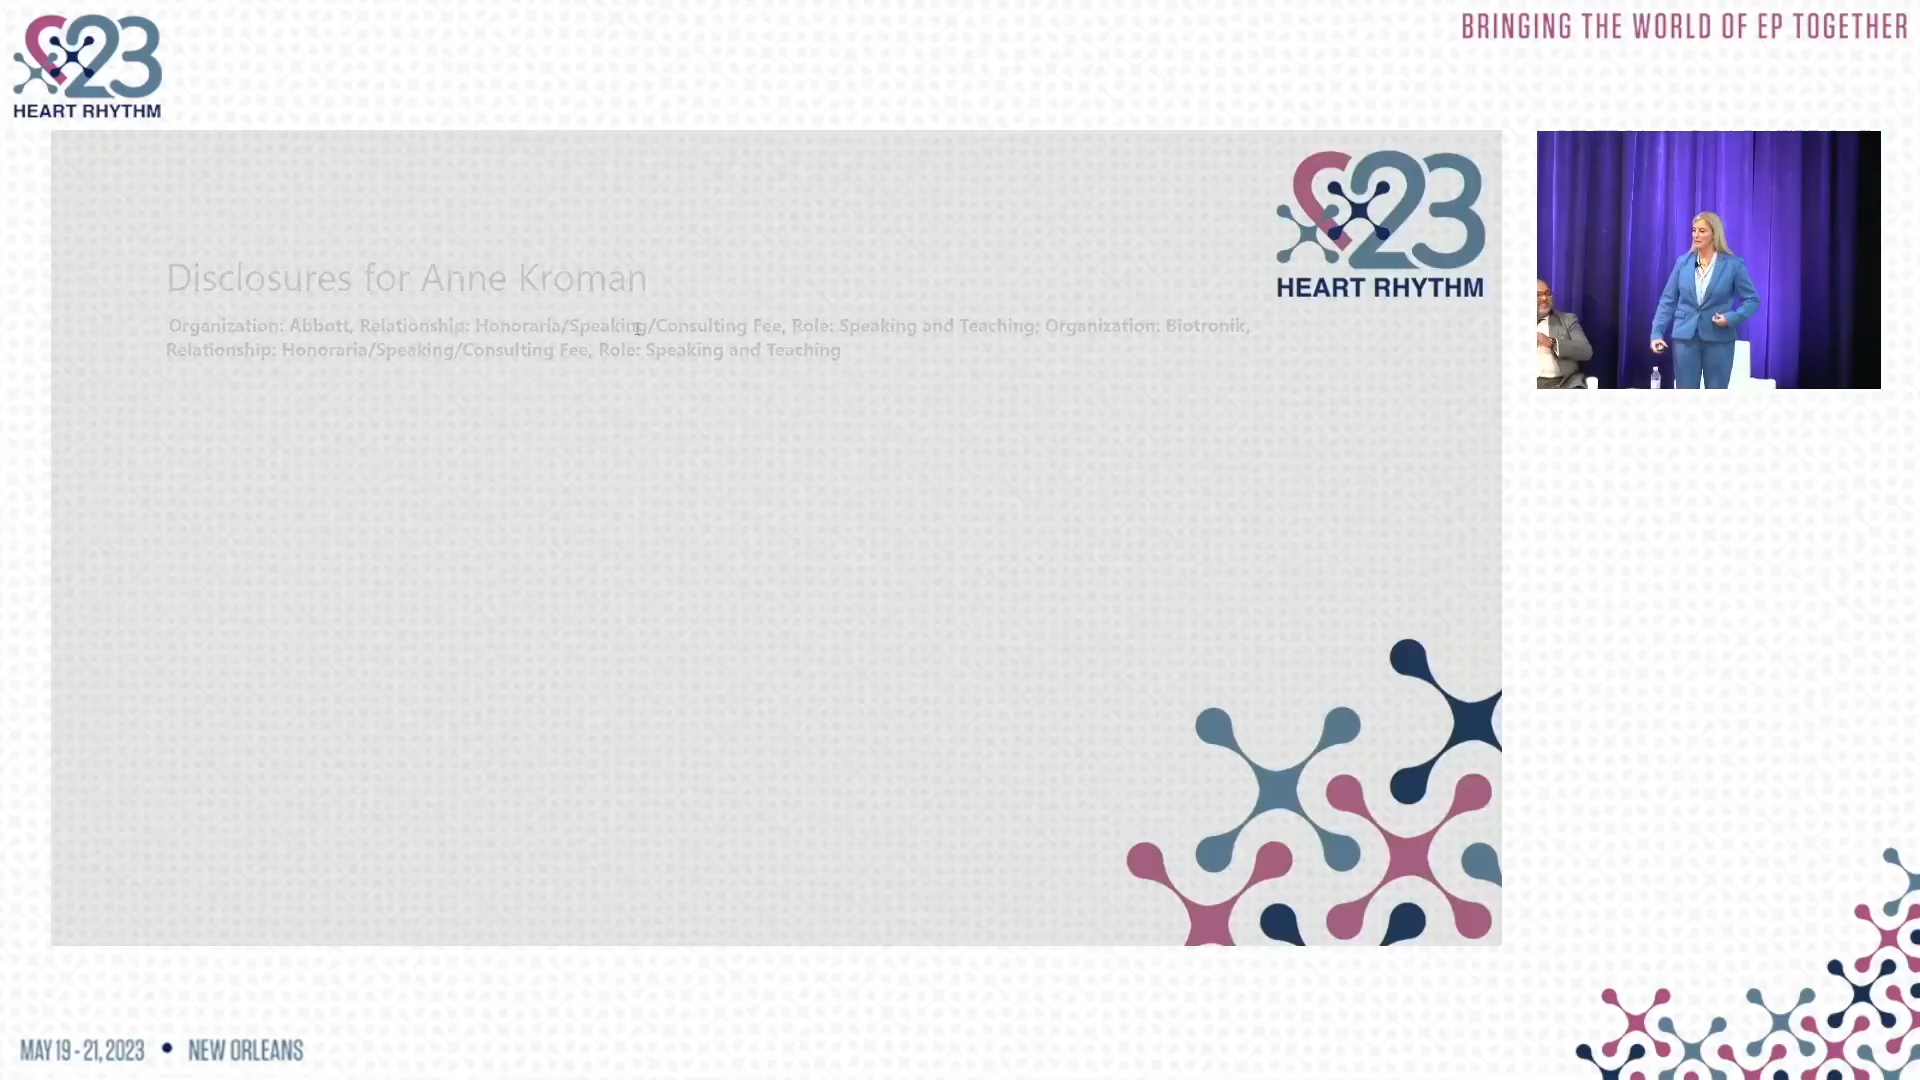 23
HEART RHYTHM
BRINGING THE WORLD OF EP TOGETHER
23
HEART RHYTHM
Disclosures for Anne Kroman
Organization: Abbott, Relationship: Honoraria/Speaking/Consulting Fee, Role: Speaking and Teaching; Organization: Biotronik,
Relationship: Honoraria/Speaking/Consulting Fee, Role: Speaking and Teaching
MAY 19 - 21, 2023 • NEW ORLEANS